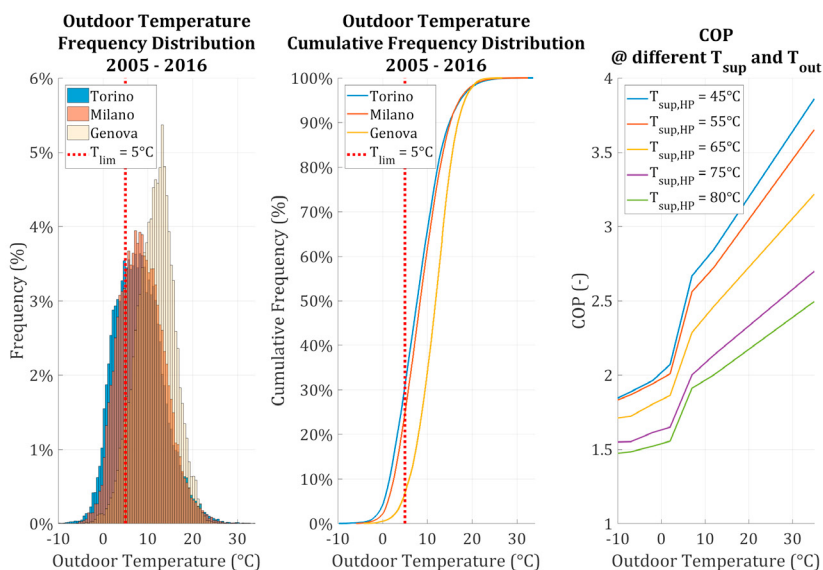 Outdoor Temperature
Frequency Distribution
2005 - 2016
6%
5%
4%
3%
2%
1%
0%
Frequency (%)
Torino
Milano
Genova
T_lim = 5°C
-10
0
10
20
30
Outdoor Temperature (°C)
Outdoor Temperature
Cumulative Frequency Distribution
2005 - 2016
100%
90%
80%
70%
60%
50%
40%
30%
20%
10%
0%
Cumulative Frequency (%)
Torino
Milano
Genova
T_lim = 5°C
-10
0
10
20
30
Outdoor Temperature (°C)
COP
@ different T_sup and T_out
4
3.5
3
2.5
2
1.5
1
COP (-)
T_sup,HP = 45°C
T_sup,HP = 55°C
T_sup,HP = 65°C
T_sup,HP = 75°C
T_sup,HP = 80°C
-10
0
10
20
30
Outdoor Temperature (°C)